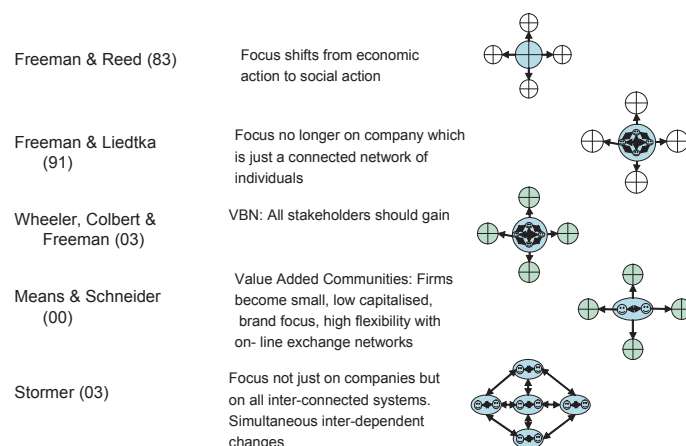 Freeman & Reed (83)
Focus shifts from economic
action to social action
Freeman & Liedtka
(91)
Focus no longer on company which
is just a connected network of
individuals
Wheeler, Colbert &
Freeman (03)
VBN: All stakeholders should gain
Means & Schneider
(00)
Value Added Communities: Firms
become small, low capitalised,
brand focus, high flexibility with
on- line exchange networks
Stormer (03)
Focus not just on companies but
on all inter-connected systems.
Simultaneous inter-dependent
changes